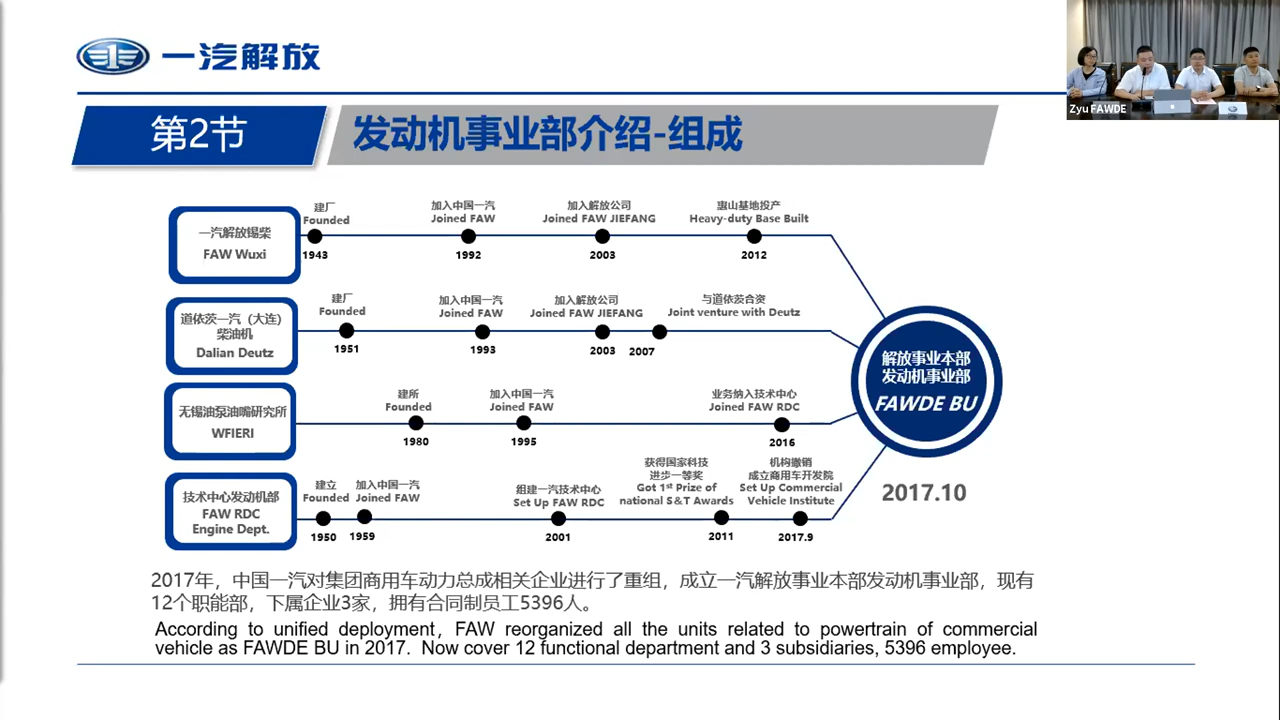 一汽解放
Zyu FAWDE
第2节
发动机事业部介绍-组成
一汽解放锡柴
FAW Wuxi
建厂
Founded
1943
加入中国一汽
Joined FAW
1992
加入解放公司
Joined FAW JIEFANG
2003
惠山基地投产
Heavy-duty Base Built
2012
道依茨一汽（大连）
柴油机
Dalian Deutz
建厂
Founded
1951
加入中国一汽
Joined FAW
1993
加入解放公司
Joined FAW JIEFANG
2003
2007
与道依茨合资
Joint venture with Deutz
无锡油泵油嘴研究所
WFIERI
建所
Founded
1980
加入中国一汽
Joined FAW
1995
业务纳入技术中心
Joined FAW RDC
2016
技术中心发动机部
FAW RDC
Engine Dept.
建立
Founded
1950
加入中国一汽
Joined FAW
1959
组建一汽技术中心
Set Up FAW RDC
2001
获得国家科技
进步一等奖
Got 1st Prize of
national S&T Awards
2011
机构撤销
成立商用车开发院
Set Up Commercial
Vehicle Institute
2017.9
解放事业本部
发动机事业部
FAWDE BU
2017.10
2017年，中国一汽对集团商用车动力总成相关企业进行了重组，成立一汽解放事业本部发动机事业部，现有
12个职能部，下属企业3家，拥有合同制员工5396人。
According to unified deployment, FAW reorganized all the units related to powertrain of commercial
vehicle as FAWDE BU in 2017. Now cover 12 functional department and 3 subsidiaries, 5396 employee.